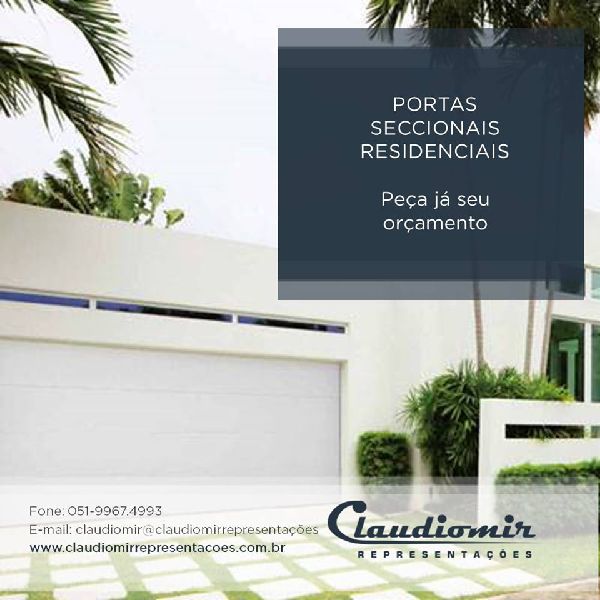 PORTAS
SECCIONAIS
RESIDENCIAIS
Peça já seu
orçamento
Fone: 051-9967.4993
E-mail: claudiomir@claudiomirrepresentações
www.claudiomirrepresentacoes.com.br
Claudiomir
REPRESENTAÇÕES